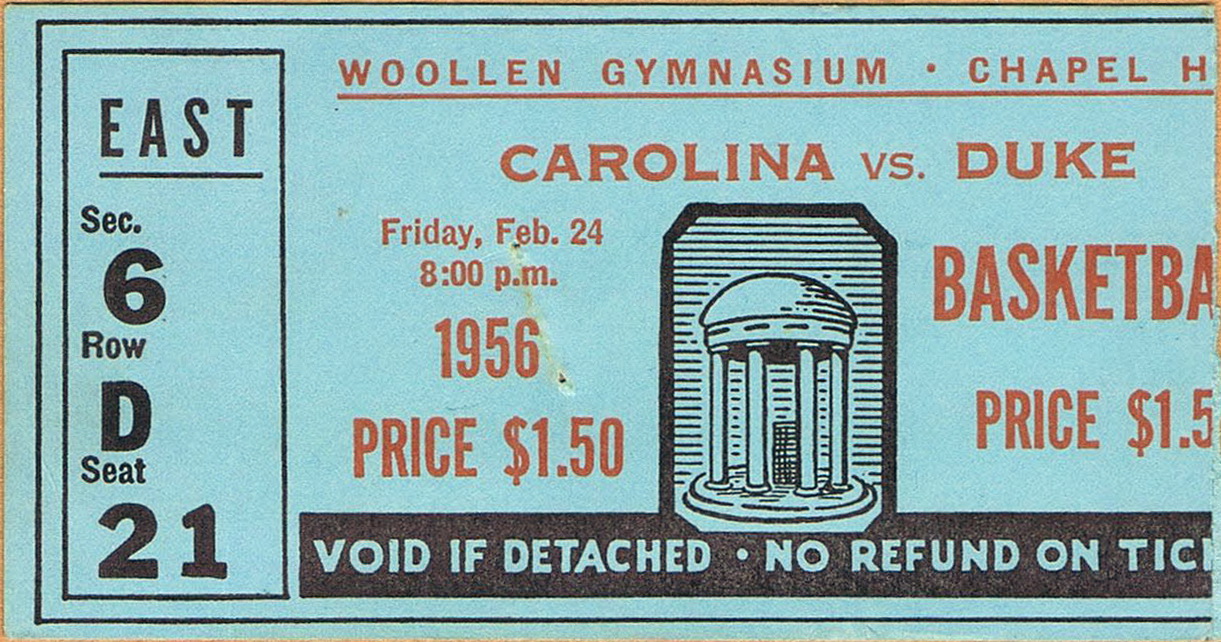 WOOLLEN GYMNASIUM • CHAPEL H
CAROLINA VS. DUKE
EAST
Sec.
6
Row
D
Seat
21
Friday, Feb. 24
8:00 p.m.
1956
PRICE $1.50
BASKETBA
PRICE $1.5
VOID IF DETACHED • NO REFUND ON TIC